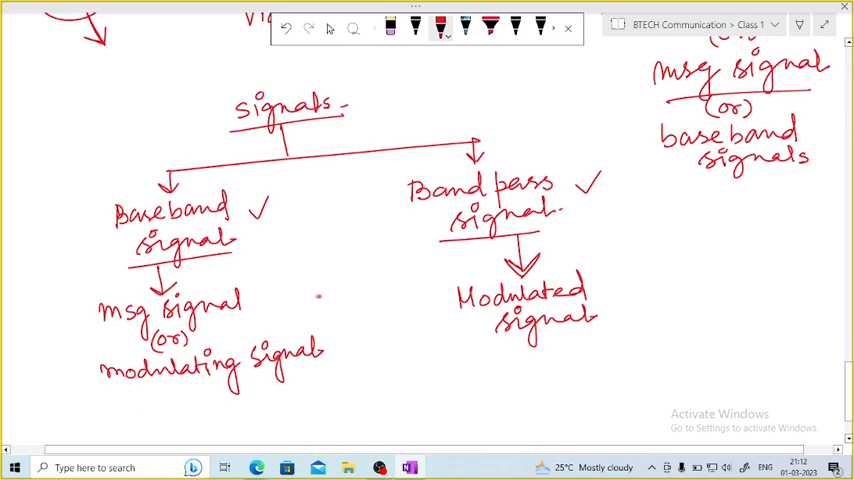 BTECH Communication > Class 1
msg signal
(or)
baseband
signals
signals
Baseband
signal
msg signal
(or)
modulating signal
Band pass
signal
Modulated
signal
Activate Windows
Go to Settings to activate Windows.
Type here to search
25°C Mostly cloudy
ENG
21:12
01-03-2023
2